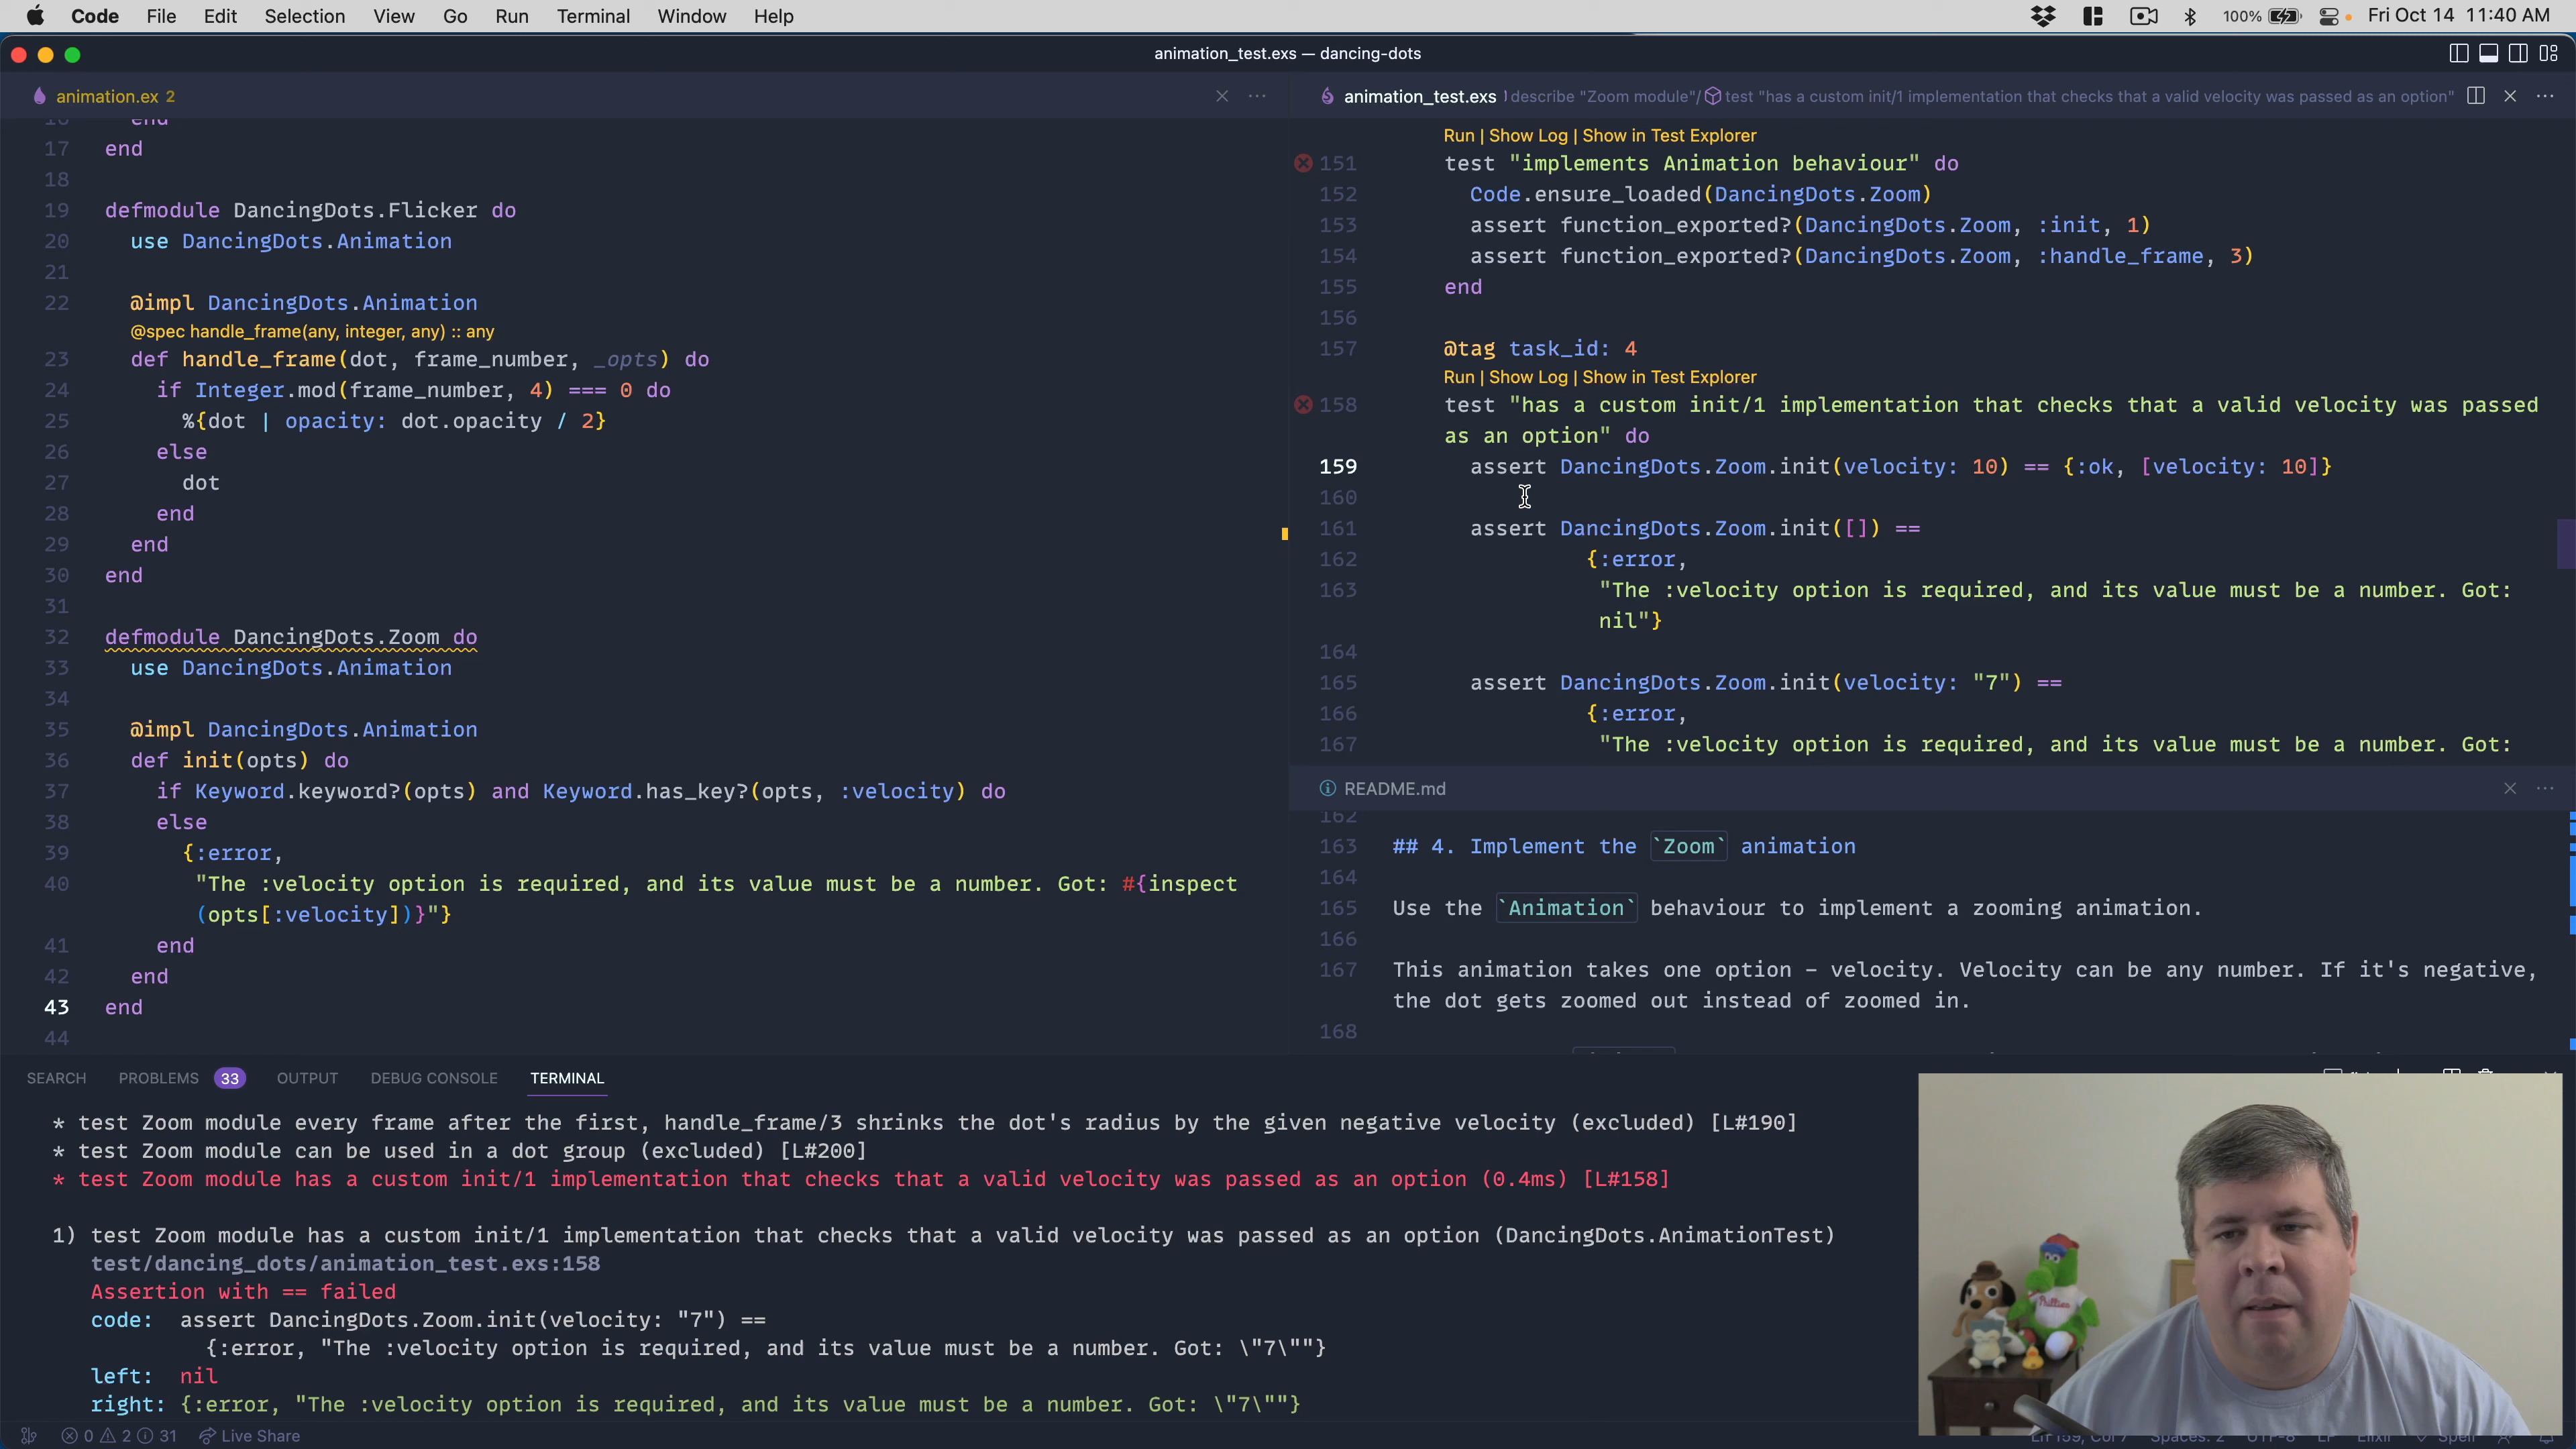 Code File Edit Selection View Go Run Terminal Window Help 100% Fri Oct 14 11:40 AM
animation_test.exs — dancing-dots
animation.ex 2
end
17 end
18
19 defmodule DancingDots.Flicker do
20 use DancingDots.Animation
21
22 @impl DancingDots.Animation
@spec handle_frame(any, integer, any) :: any
23 def handle_frame(dot, frame_number, _opts) do
24 if Integer.mod(frame_number, 4) === 0 do
25 %{dot | opacity: dot.opacity / 2}
26 else
27 dot
28 end
29 end
30 end
31
32 defmodule DancingDots.Zoom do
33 use DancingDots.Animation
34
35 @impl DancingDots.Animation
36 def init(opts) do
37 if Keyword.keyword?(opts) and Keyword.has_key?(opts, :velocity) do
38 else
39 {:error,
40 "The :velocity option is required, and its value must be a number. Got: #{inspect
(opts[:velocity])}"}
41 end
42 end
43 end
44
animation_test.exs describe "Zoom module"/ test "has a custom init/1 implementation that checks that a valid velocity was passed as an option"
Run | Show Log | Show in Test Explorer
151 test "implements Animation behaviour" do
152 Code.ensure_loaded(DancingDots.Zoom)
153 assert function_exported?(DancingDots.Zoom, :init, 1)
154 assert function_exported?(DancingDots.Zoom, :handle_frame, 3)
155 end
156
157 @tag task_id: 4
Run | Show Log | Show in Test Explorer
158 test "has a custom init/1 implementation that checks that a valid velocity was passed
as an option" do
159 assert DancingDots.Zoom.init(velocity: 10) == {:ok, [velocity: 10]}
160
161 assert DancingDots.Zoom.init([]) ==
162 {:error,
163 "The :velocity option is required, and its value must be a number. Got:
nil"}
164
165 assert DancingDots.Zoom.init(velocity: "7") ==
166 {:error,
167 "The :velocity option is required, and its value must be a number. Got:
README.md
162
163 ## 4. Implement the `Zoom` animation
164
165 Use the `Animation` behaviour to implement a zooming animation.
166
167 This animation takes one option – velocity. Velocity can be any number. If it's negative,
the dot gets zoomed out instead of zoomed in.
168
SEARCH PROBLEMS 33 OUTPUT DEBUG CONSOLE TERMINAL
* test Zoom module every frame after the first, handle_frame/3 shrinks the dot's radius by the given negative velocity (excluded) [L#190]
* test Zoom module can be used in a dot group (excluded) [L#200]
* test Zoom module has a custom init/1 implementation that checks that a valid velocity was passed as an option (0.4ms) [L#158]
1) test Zoom module has a custom init/1 implementation that checks that a valid velocity was passed as an option (DancingDots.AnimationTest)
test/dancing_dots/animation_test.exs:158
Assertion with == failed
code: assert DancingDots.Zoom.init(velocity: "7") ==
{:error, "The :velocity option is required, and its value must be a number. Got: \"7\""}
left: nil
right: {:error, "The :velocity option is required, and its value must be a number. Got: \"7\""}
0 2 31 Live Share
Phillies